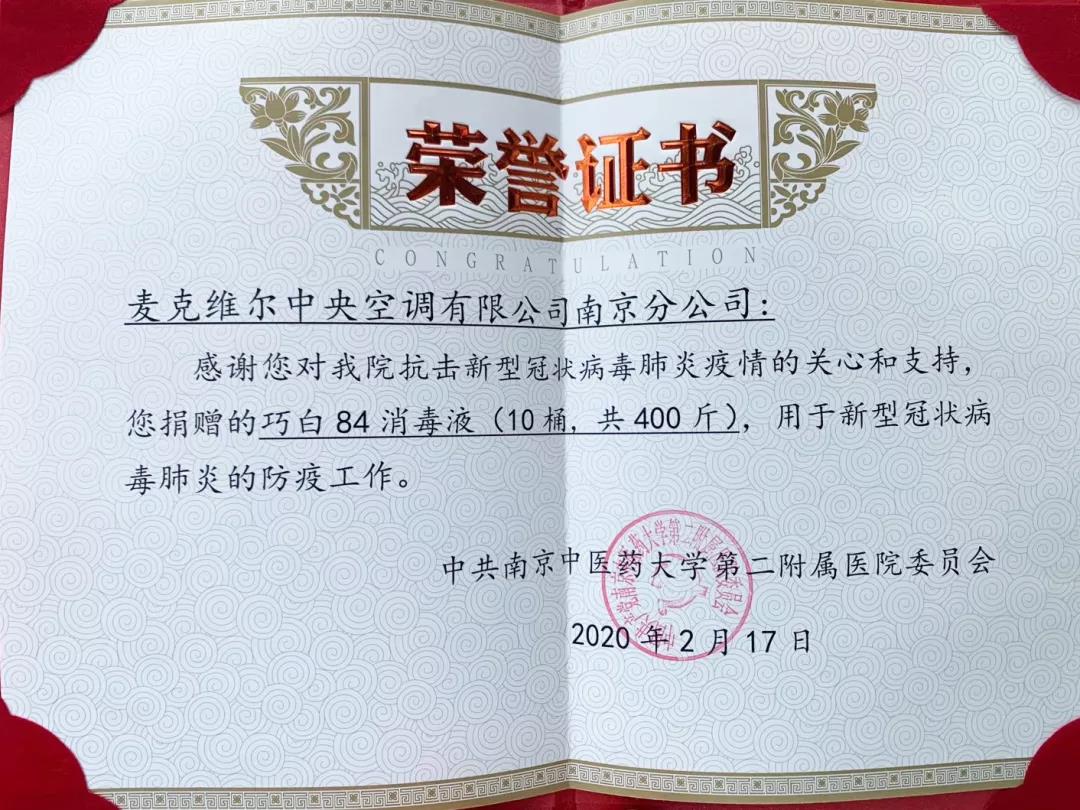 荣誉证书
CONGRATULATION
麦克维尔中央空调有限公司南京分公司：
感谢您对我院抗击新型冠状病毒肺炎疫情的关心和支持，
您捐赠的巧白84消毒液（10桶，共400斤），用于新型冠状病
毒肺炎的防疫工作。
中共南京中医药大学第二附属医院委员会
2020年2月17日